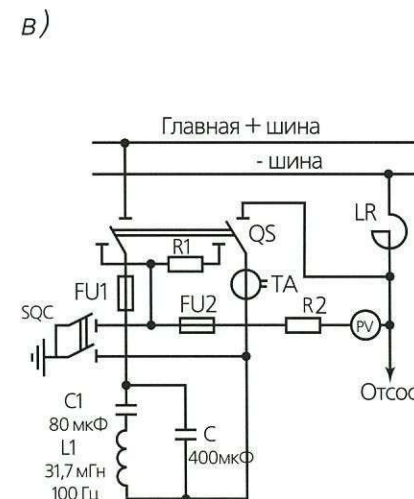 в)
Главная + шина
- шина
LR
QS
R1
FU1
TA
SQC
FU2
R2
PV
Отсос
C1
80 мкФ
L1
31,7 мГн
100 Гц
C
400мкФ